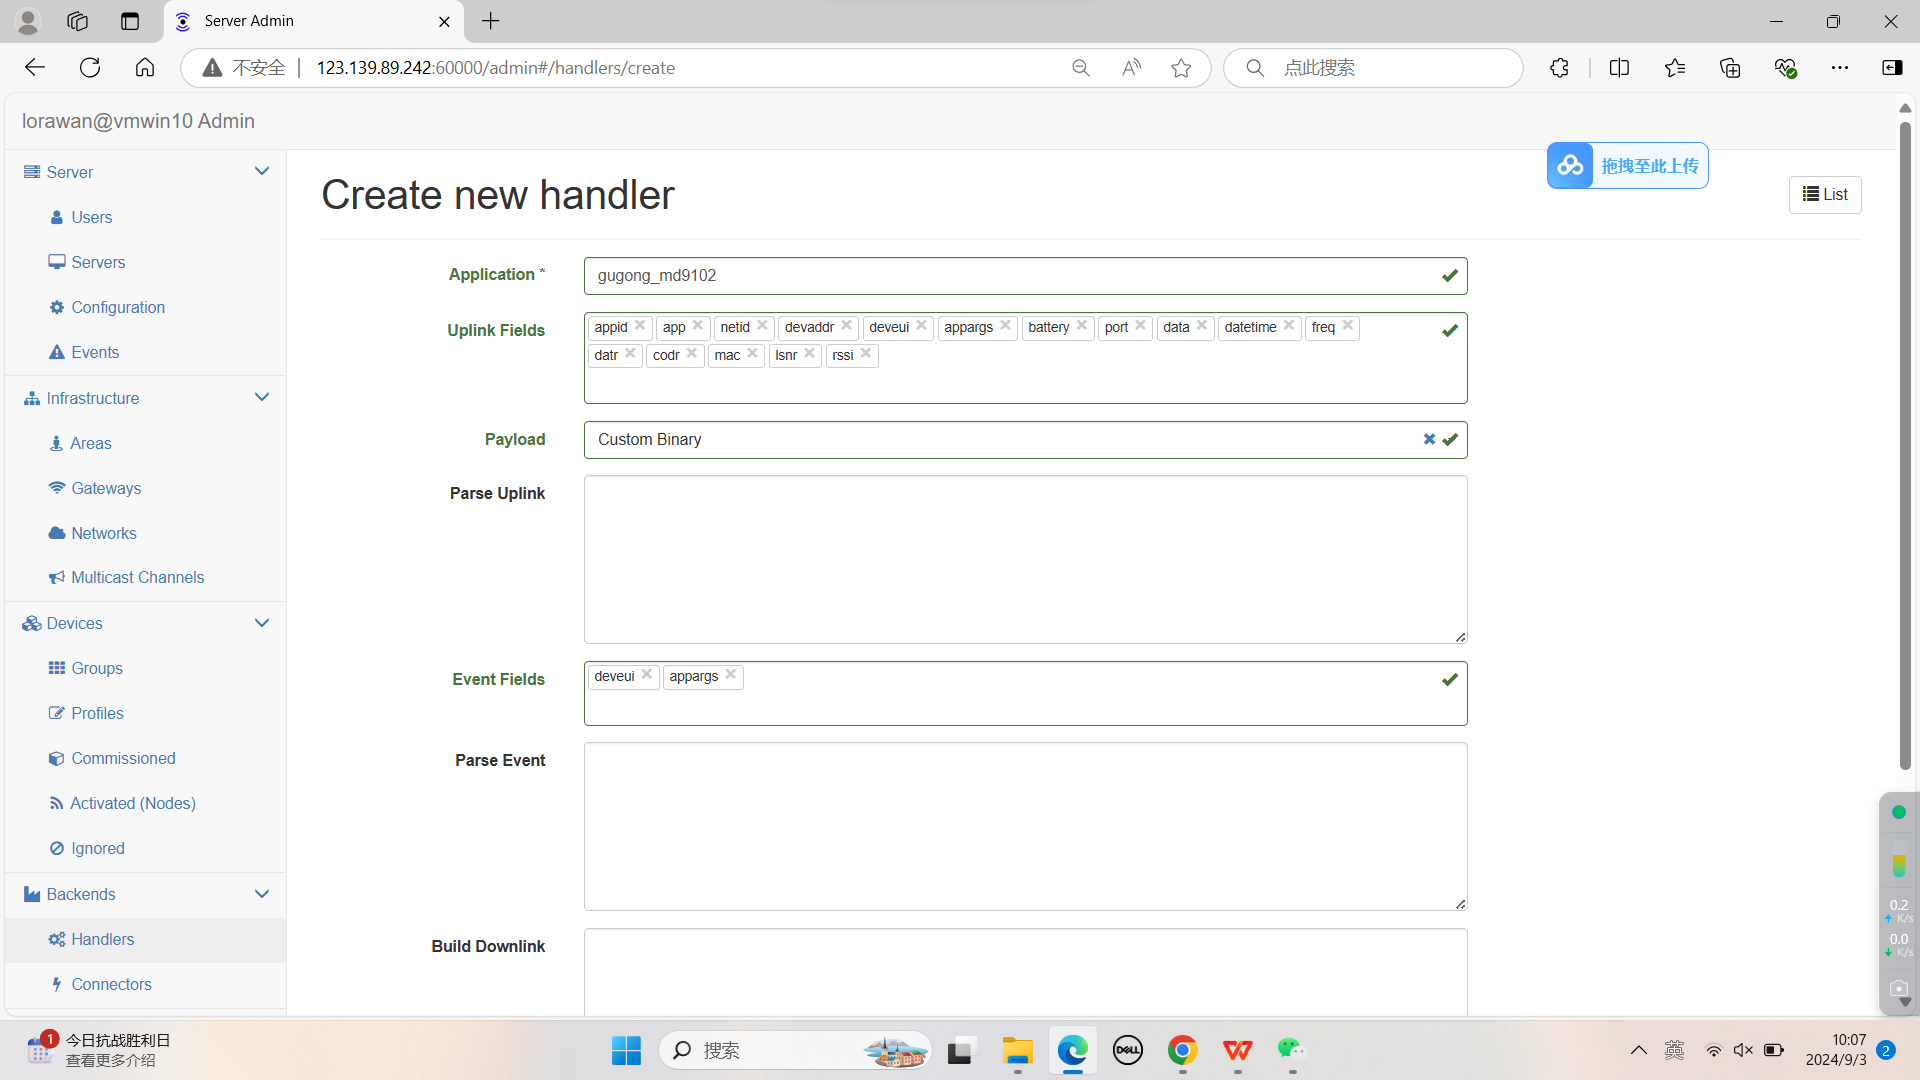 Server Admin
不安全 123.139.89.242:60000/admin#/handlers/create
点此搜索
lorawan@vmwin10 Admin
Server
Users
Servers
Configuration
Events
Infrastructure
Areas
Gateways
Networks
Multicast Channels
Devices
Groups
Profiles
Commissioned
Activated (Nodes)
Ignored
Backends
Handlers
Connectors
Create new handler
拖拽至此上传
List
Application * gugong_md9102
Uplink Fields appid app netid devaddr deveui appargs battery port data datetime freq
datr codr mac lsnr rssi
Payload Custom Binary
Parse Uplink
Event Fields deveui appargs
Parse Event
Build Downlink
0.2
K/s
0.0
K/s
1
今日抗战胜利日
查看更多介绍
搜索
DELL
英
10:07
2024/9/3
2